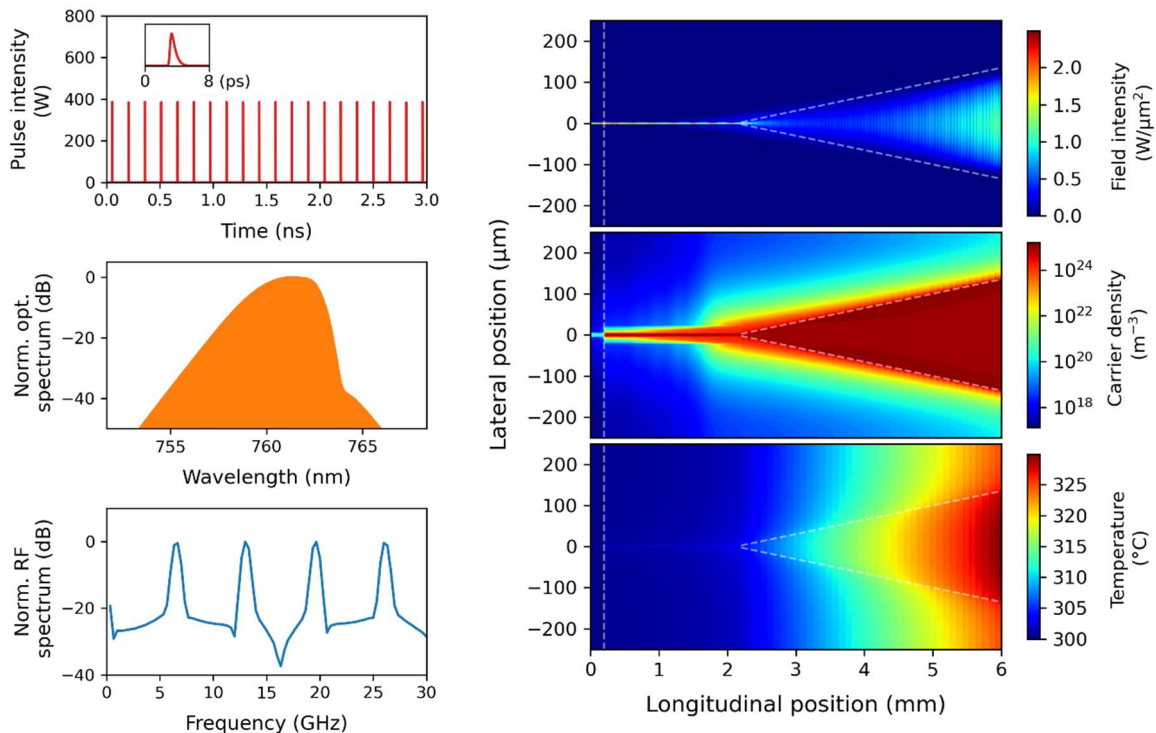 Pulse intensity
(W)
800
600
400
200
0
0 8 (ps)
0.0 0.5 1.0 1.5 2.0 2.5 3.0
Time (ns)
Norm. opt.
spectrum (dB)
0
−20
−40
755 760 765
Wavelength (nm)
Norm. RF
spectrum (dB)
0
−20
−40
0 5 10 15 20 25 30
Frequency (GHz)
Lateral position (μm)
200
100
0
−100
−200
2.0
1.5
1.0
0.5
0.0
Field intensity
(W/μm²)
200
100
0
−100
−200
10²⁴
10²²
10²⁰
10¹⁸
Carrier density
(m⁻³)
200
100
0
−100
−200
325
320
315
310
305
300
Temperature
(°C)
0 1 2 3 4 5 6
Longitudinal position (mm)